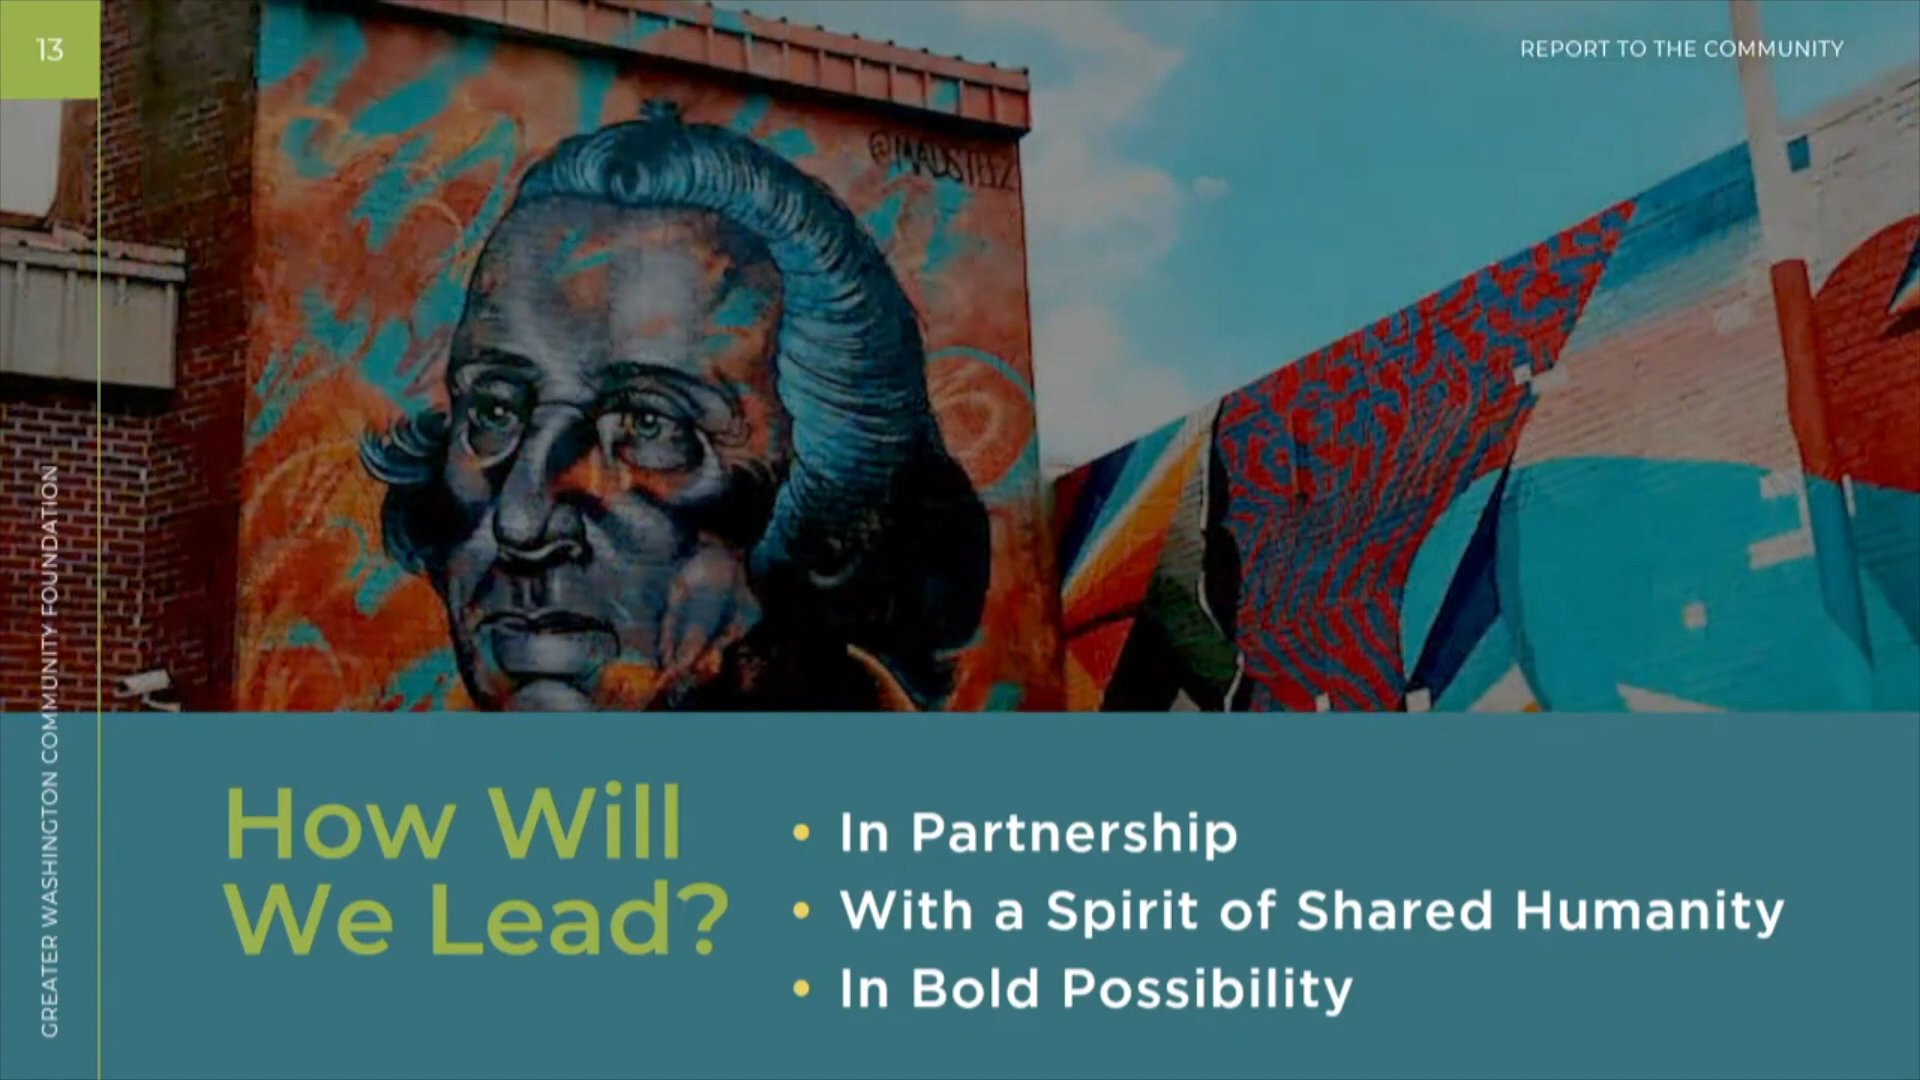 13
REPORT TO THE COMMUNITY
@MADSTEEZ
GREATER WASHINGTON COMMUNITY FOUNDATION
How Will
We Lead?
• In Partnership
• With a Spirit of Shared Humanity
• In Bold Possibility